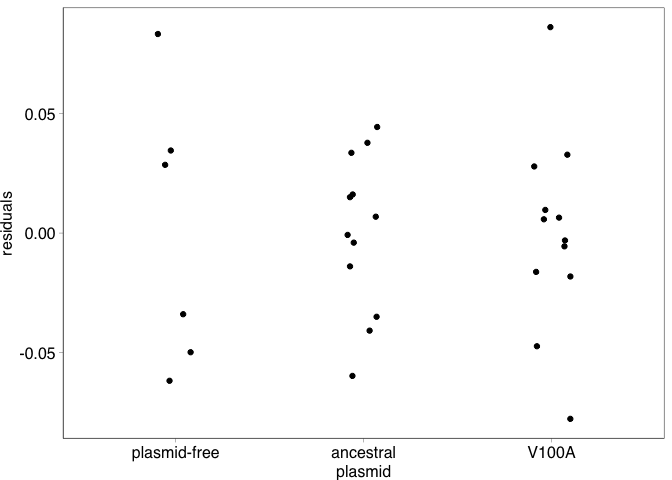 0.05
0.00
-0.05
residuals
plasmid-free
ancestral
V100A
plasmid